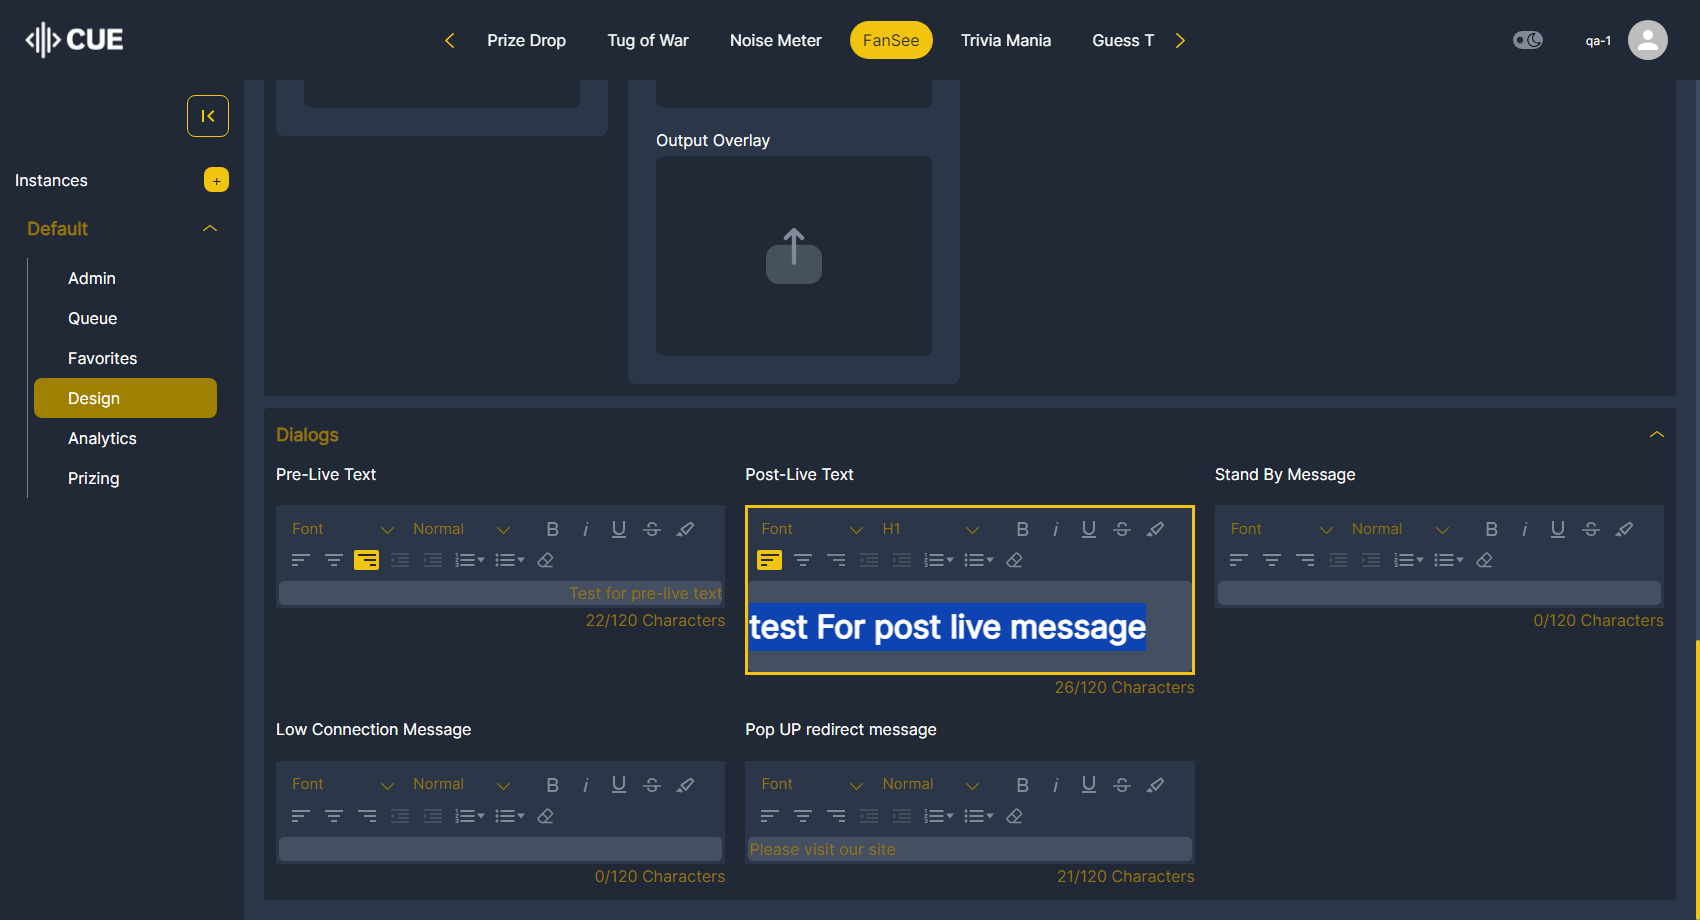 CUE
Prize Drop
Tug of War
Noise Meter
FanSee
Trivia Mania
Guess T
qa-1
Instances
+
Default
Admin
Queue
Favorites
Design
Analytics
Prizing
Output Overlay
Dialogs
Pre-Live Text
Font Normal B i U S
Test for pre-live text
22/120 Characters
Post-Live Text
Font H1 B i U S
test For post live message
26/120 Characters
Stand By Message
Font Normal B i U S
0/120 Characters
Low Connection Message
Font Normal B i U S
0/120 Characters
Pop UP redirect message
Font Normal B i U S
Please visit our site
21/120 Characters